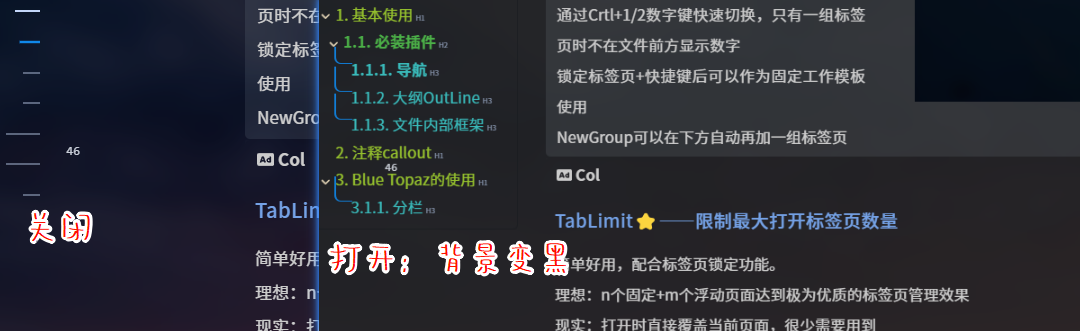 页时不在
锁定标签
使用
NewGro
46
Ad Col
关闭
TabLim
简单好用
理想：n个
现实：打
1. 基本使用 H1
1.1. 必装插件 H2
1.1.1. 导航 H3
1.1.2. 大纲OutLine H3
1.1.3. 文件内部框架 H3
2. 注释callout H1
46
3. Blue Topaz的使用 H1
3.1.1. 分栏 H3
打开；背景变黑
通过Crtl+1/2数字键快速切换，只有一组标签
页时不在文件前方显示数字
锁定标签页+快捷键后可以作为固定工作模板
使用
NewGroup可以在下方自动再加一组标签页
Ad Col
TabLimit⭐——限制最大打开标签页数量
简单好用，配合标签页锁定功能。
理想：n个固定+m个浮动页面达到极为优质的标签页管理效果
现实：打开时直接覆盖当前页面，很少需要用到